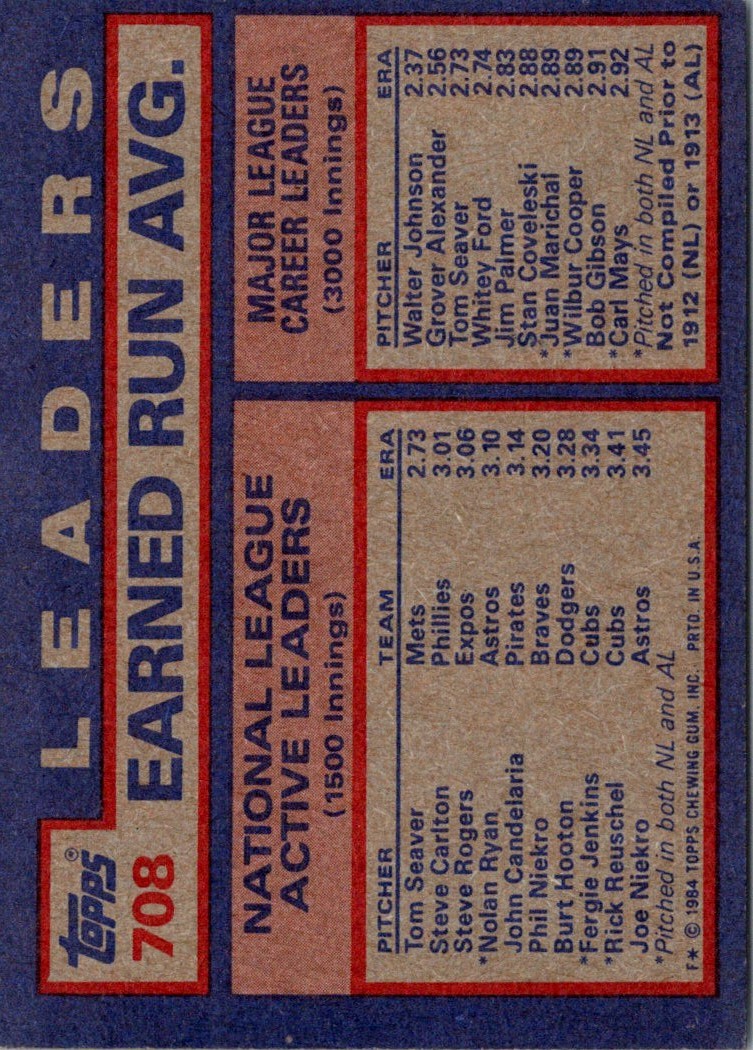 LEADERS
TOPPS®
708
EARNED RUN AVG.
NATIONAL LEAGUE
ACTIVE LEADERS
(1500 Innings)
PITCHER TEAM ERA
Tom Seaver Mets 2.73
Steve Carlton Phillies 3.01
Steve Rogers Expos 3.06
*Nolan Ryan Astros 3.10
John Candelaria Pirates 3.14
Phil Niekro Braves 3.20
Burt Hooton Dodgers 3.28
*Fergie Jenkins Cubs 3.34
*Rick Reuschel Cubs 3.41
Joe Niekro Astros 3.45
*Pitched in both NL and AL
F* © 1984 TOPPS CHEWING GUM, INC. PRTD. IN U.S.A.
MAJOR LEAGUE
CAREER LEADERS
(3000 Innings)
PITCHER ERA
Walter Johnson 2.37
Grover Alexander 2.56
Tom Seaver 2.73
Whitey Ford 2.74
Jim Palmer 2.83
Stan Coveleski 2.88
*Juan Marichal 2.89
*Wilbur Cooper 2.89
Bob Gibson 2.91
*Carl Mays 2.92
*Pitched in both NL and AL
Not Compiled Prior to
1912 (NL) or 1913 (AL)